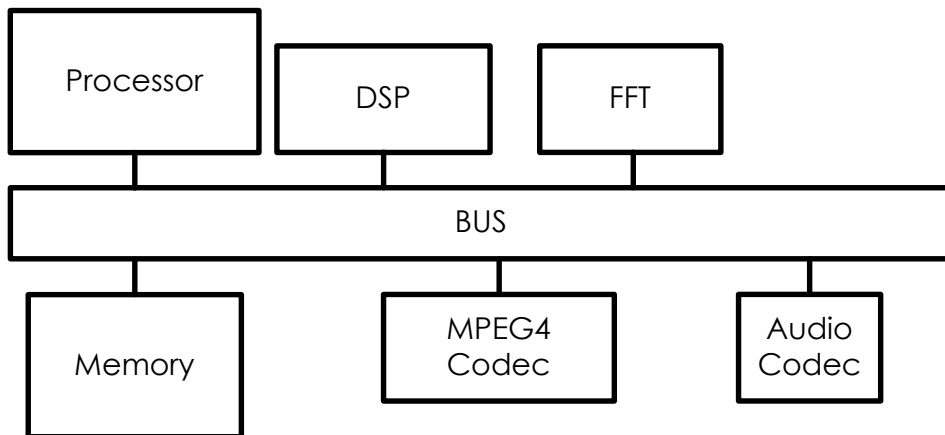 Processor
DSP
FFT
BUS
Memory
MPEG4
Codec
Audio
Codec